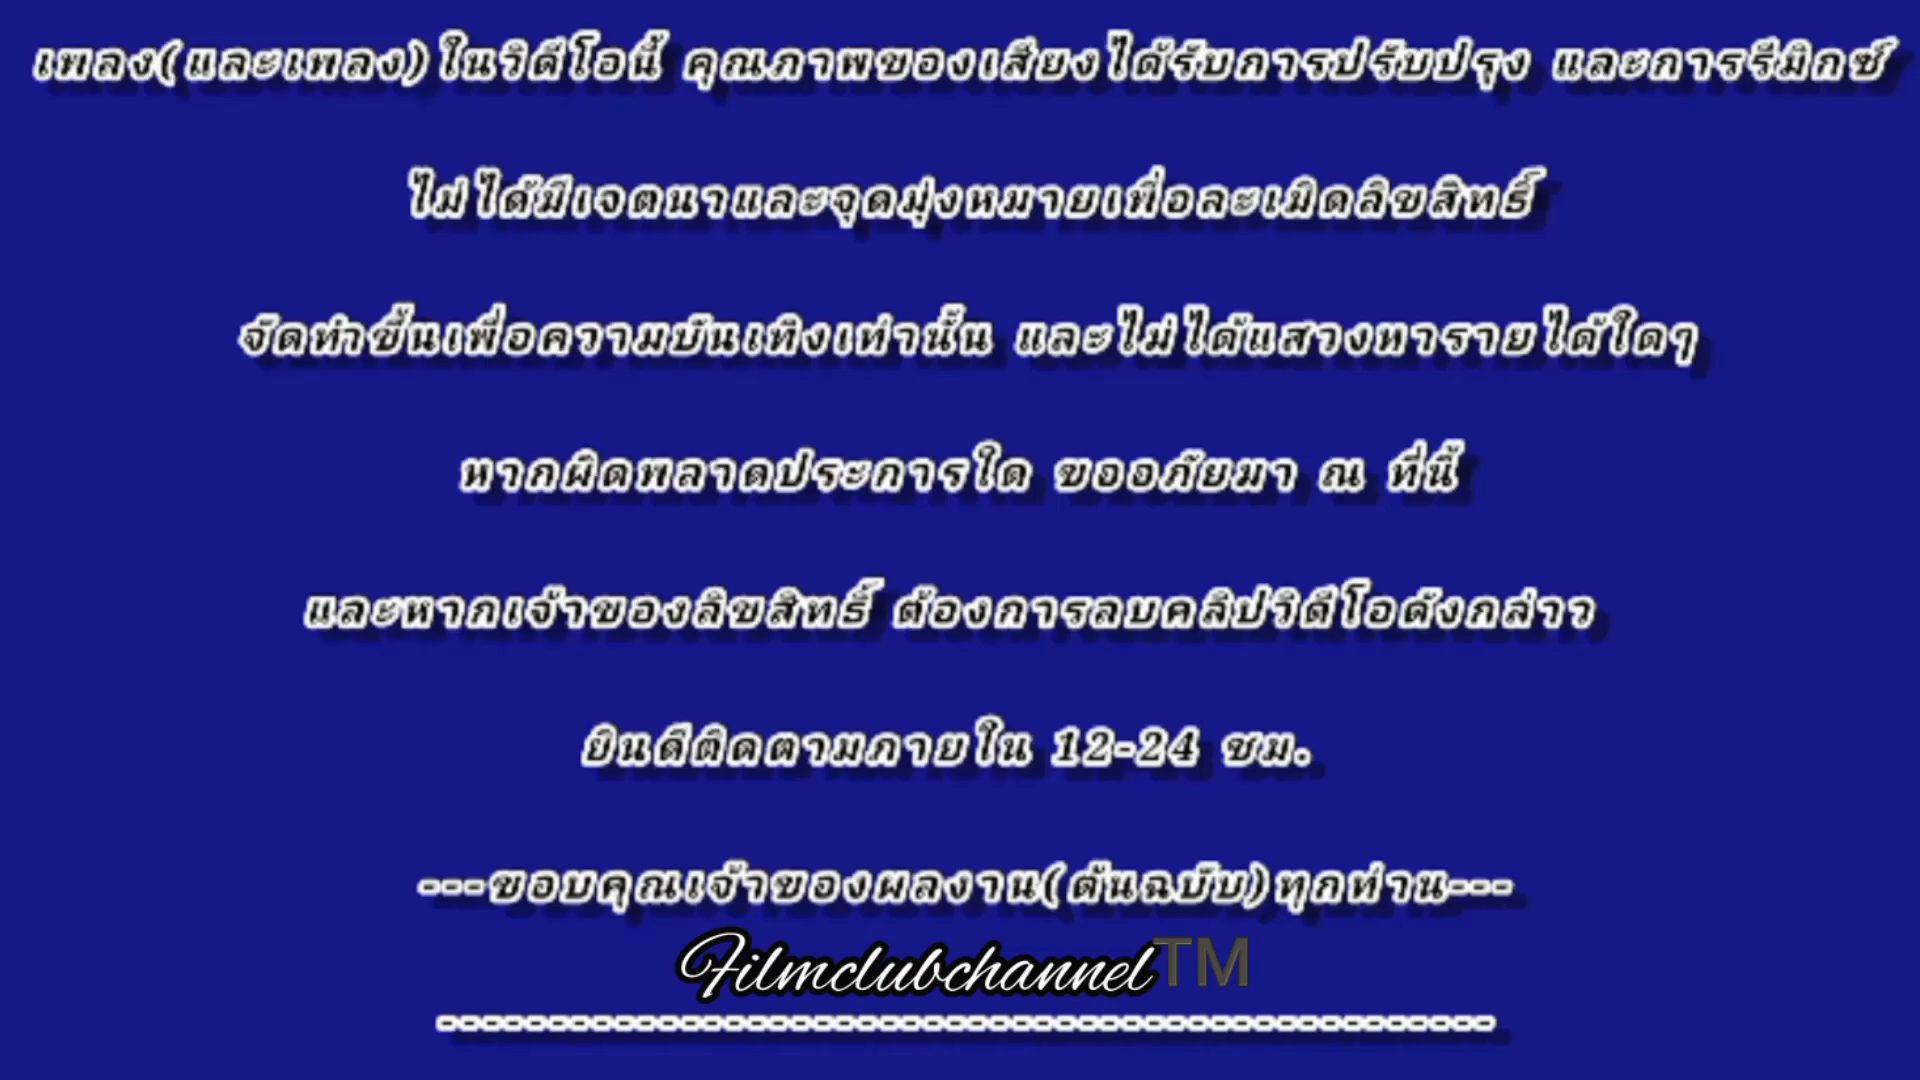 เพลง(และเพลง)ในวิดีโอนี้ คุณภาพของเสียงได้รับการปรับปรุง และการรีมิกซ์
ไม่ได้มีเจตนาและจุดมุ่งหมายเพื่อละเมิดลิขสิทธิ์
จัดทำขึ้นเพื่อความบันเทิงเท่านั้น และไม่ได้แสวงหารายได้ใดๆ
หากผิดพลาดประการใด ขออภัยมา ณ ที่นี้
และหากเจ้าของลิขสิทธิ์ ต้องการลบคลิปวิดีโอดังกล่าว
ยินดีติดตามภายใน 12-24 ชม.
---ขอบคุณเจ้าของผลงาน(ต้นฉบับ)ทุกท่าน---
Filmclubchannel™
------------------------------------------------